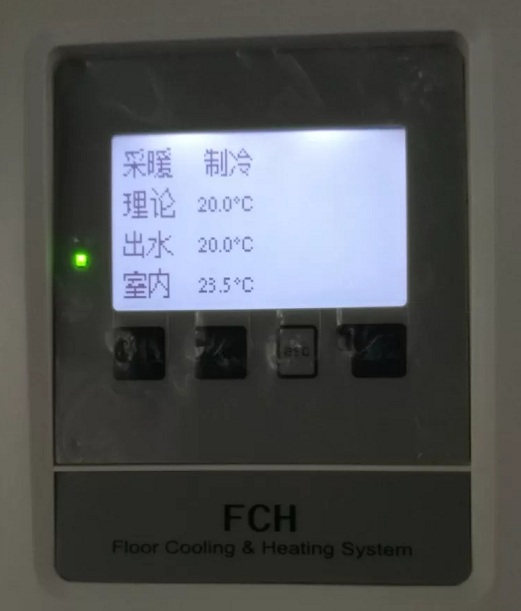 采暖 制冷
理论 20.0°C
出水 20.0°C
室内 23.5°C
esc
FCH
Floor Cooling & Heating System